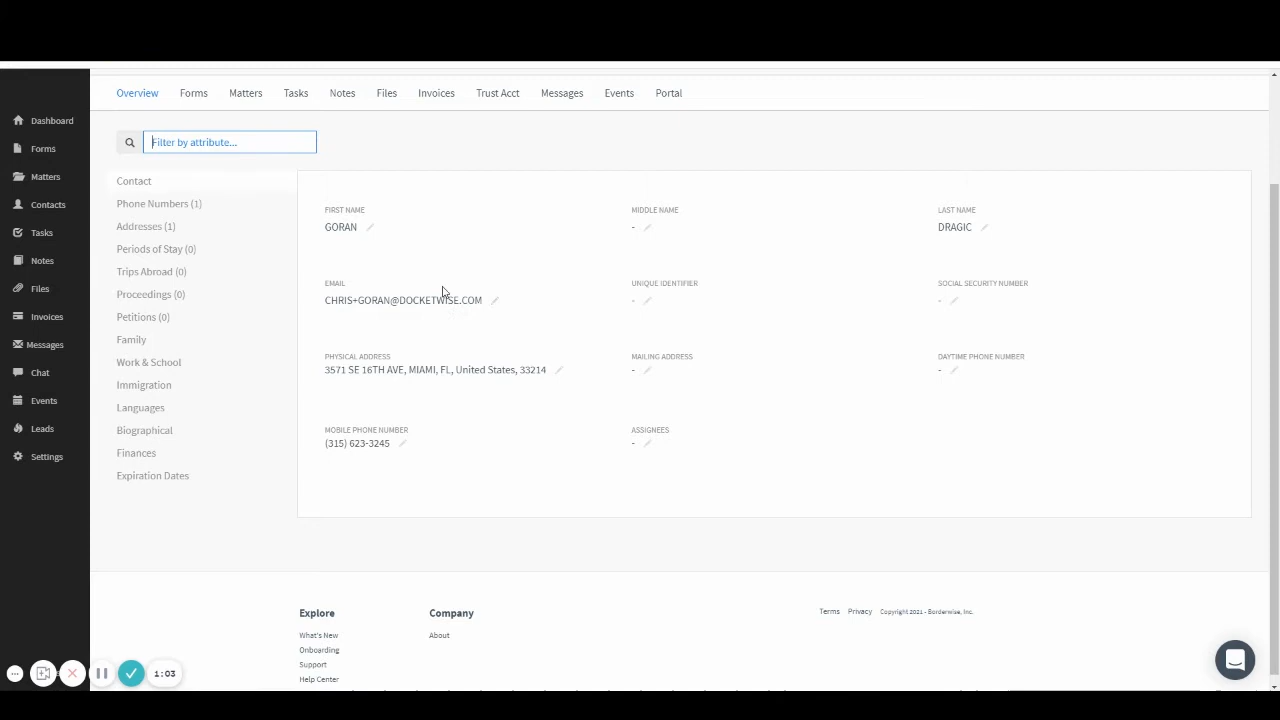 Overview Forms Matters Tasks Notes Files Invoices Trust Acct Messages Events Portal
Dashboard
Forms
Matters
Contacts
Tasks
Notes
Files
Invoices
Messages
Chat
Events
Leads
Settings
Filter by attribute...
Contact
Phone Numbers (1)
Addresses (1)
Periods of Stay (0)
Trips Abroad (0)
Proceedings (0)
Petitions (0)
Family
Work & School
Immigration
Languages
Biographical
Finances
Expiration Dates
FIRST NAME MIDDLE NAME LAST NAME
GORAN - DRAGIC
EMAIL UNIQUE IDENTIFIER SOCIAL SECURITY NUMBER
CHRIS+GORAN@DOCKETWISE.COM - -
PHYSICAL ADDRESS MAILING ADDRESS DAYTIME PHONE NUMBER
3571 SE 16TH AVE, MIAMI, FL, United States, 33214 - -
MOBILE PHONE NUMBER ASSIGNEES
(315) 623-3245 -
Explore
What's New
Onboarding
Support
Help Center
Company
About
Terms Privacy Copyright 2021 - Borderwise, Inc.
1:03